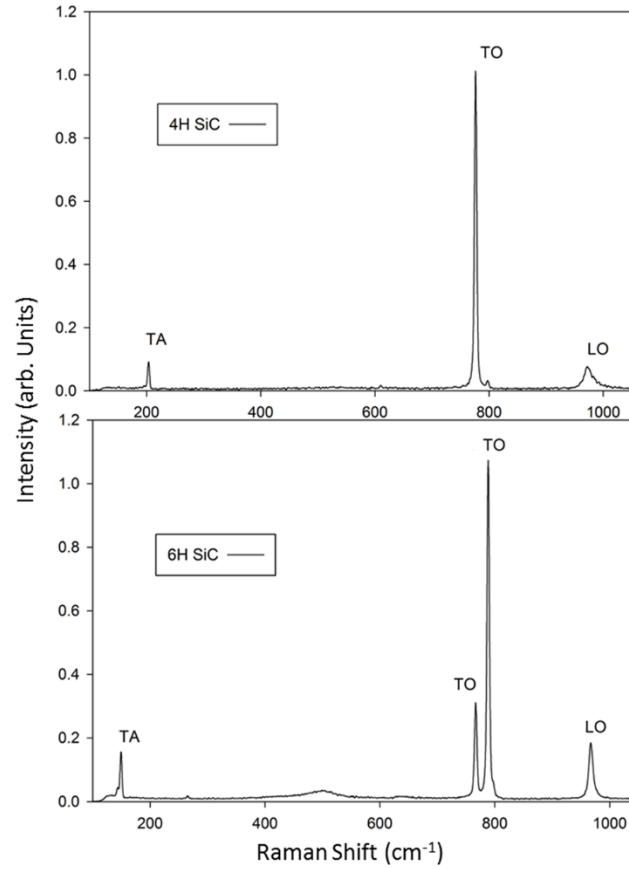 1.2
TO
1.0
4H SiC
0.8
0.6
0.4
0.2
TA
LO
0.0
200 400 600 800 1000
Intensity (arb. Units)
1.2
TO
1.0
6H SiC
0.8
0.6
0.4
TO
0.2
TA
LO
0.0
200 400 600 800 1000
Raman Shift (cm⁻¹)